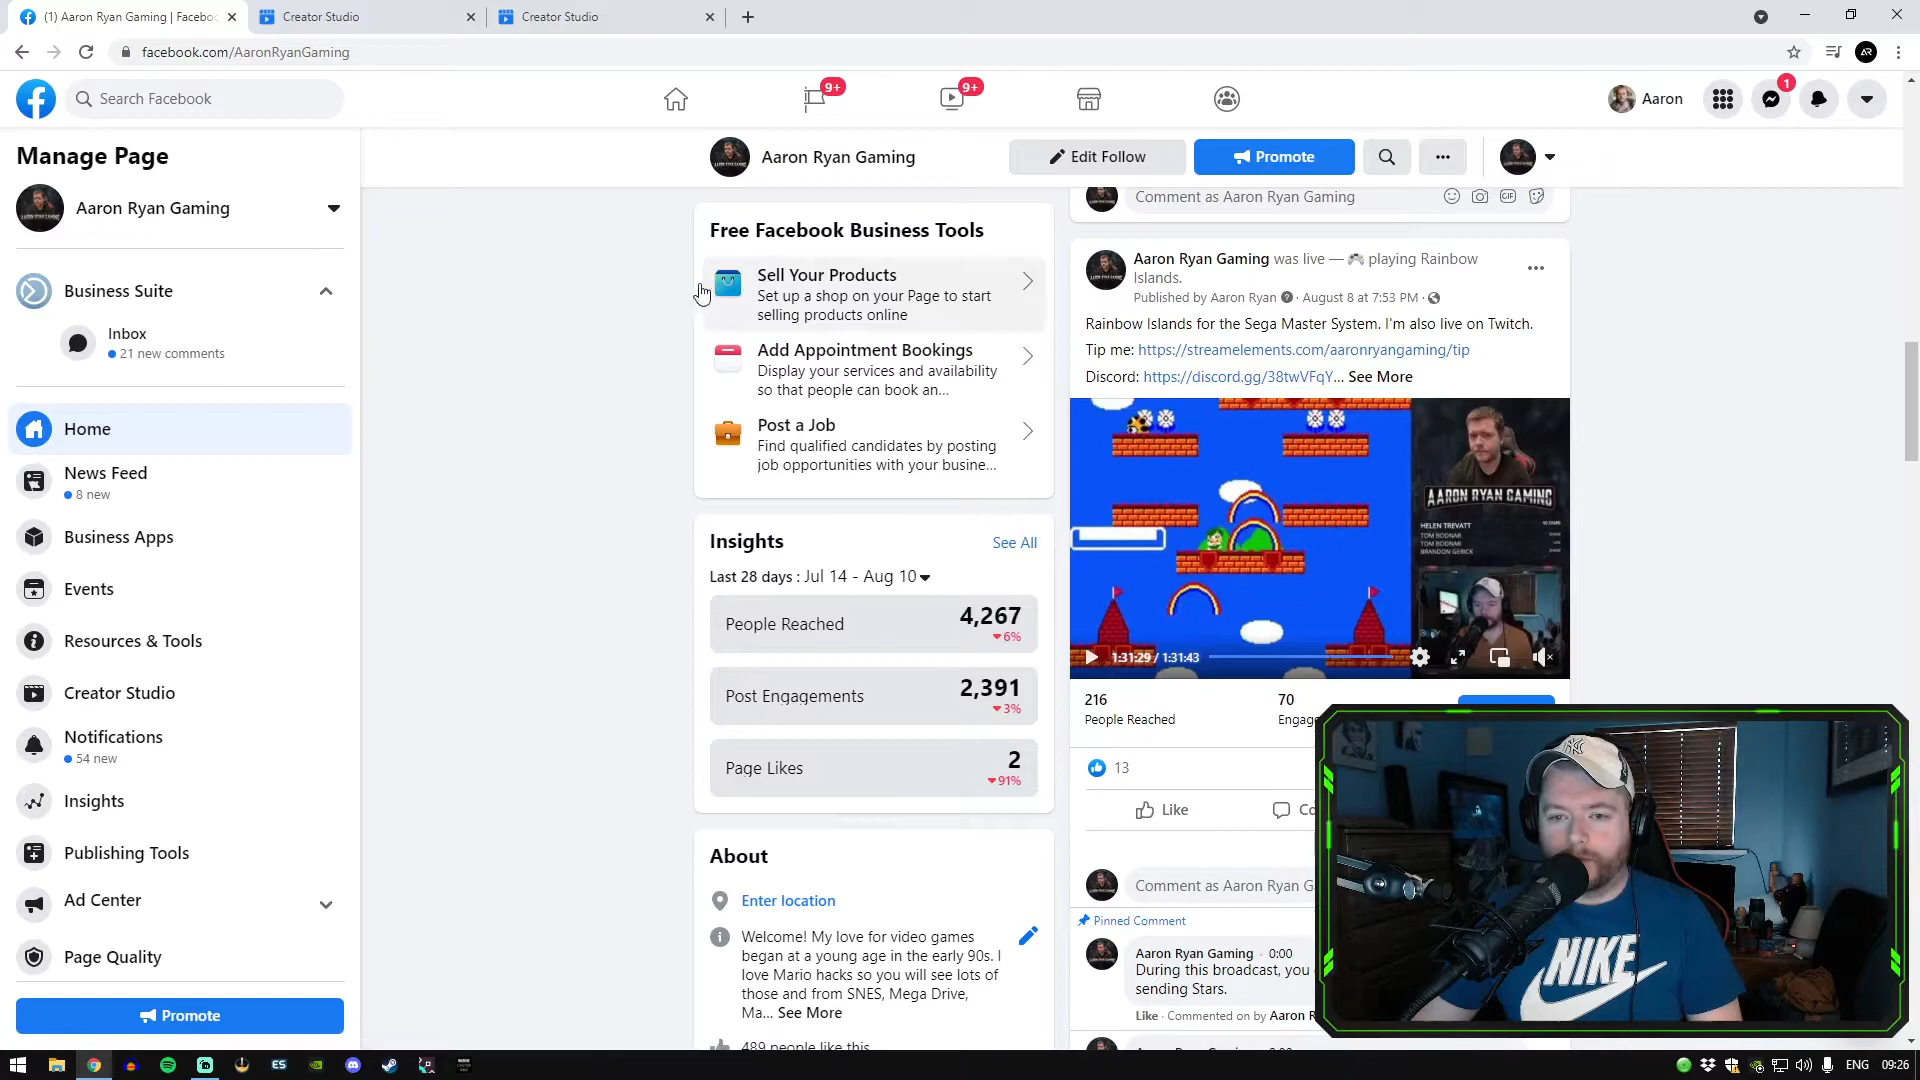 (1) Aaron Ryan Gaming | Facebo
Creator Studio
Creator Studio
facebook.com/AaronRyanGaming
Search Facebook
9+
9+
Aaron
1
Manage Page
Aaron Ryan Gaming
Business Suite
Inbox
21 new comments
Home
News Feed
8 new
Business Apps
Events
Resources & Tools
Creator Studio
Notifications
54 new
Insights
Publishing Tools
Ad Center
Page Quality
Promote
Aaron Ryan Gaming
Edit Follow
Promote
Free Facebook Business Tools
Sell Your Products
Set up a shop on your Page to start
selling products online
Add Appointment Bookings
Display your services and availability
so that people can book an...
Post a Job
Find qualified candidates by posting
job opportunities with your busine...
Insights
See All
Last 28 days : Jul 14 - Aug 10
People Reached
4,267
6%
Post Engagements
2,391
3%
Page Likes
2
91%
About
Enter location
Welcome! My love for video games
began at a young age in the early 90s. I
love Mario hacks so you will see lots of
those and from SNES, Mega Drive,
Ma... See More
489 people like this
Comment as Aaron Ryan Gaming
GIF
Aaron Ryan Gaming was live — playing Rainbow
Islands.
Published by Aaron Ryan · August 8 at 7:53 PM ·
Rainbow Islands for the Sega Master System. I'm also live on Twitch.
Tip me: https://streamelements.com/aaronryangaming/tip
Discord: https://discord.gg/38twVFqY... See More
AARON RYAN GAMING
HELEN TREVATT
TOM BODNAR
TOM BODNAR
BRANDON GERICK
1:31:29 / 1:31:43
216
People Reached
70
Engag
13
Like
Co
Comment as Aaron Ryan G
Pinned Comment
Aaron Ryan Gaming · 0:00
During this broadcast, you
sending Stars.
Like · Commented on by Aaron R
NIKE
ES
ENG
09:26